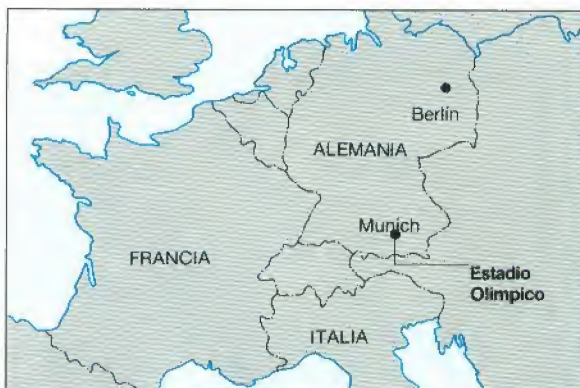 Berlín
ALEMANIA
Munich
FRANCIA
Estadio
Olímpico
ITALIA